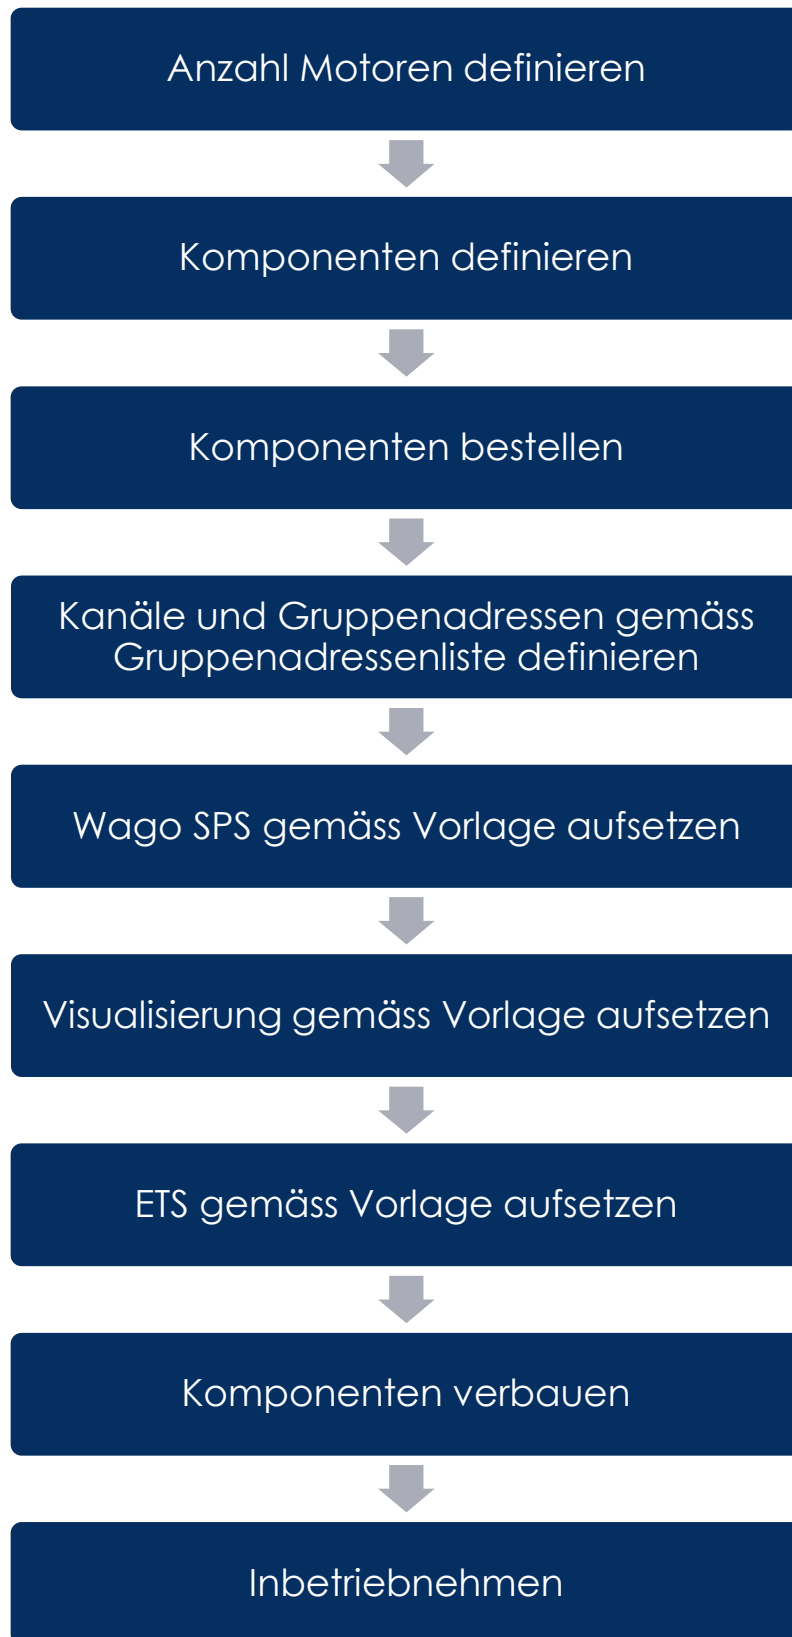 Anzahl Motoren definieren
Komponenten definieren
Komponenten bestellen
Kanäle und Gruppenadressen gemäss
Gruppenadressenliste definieren
Wago SPS gemäss Vorlage aufsetzen
Visualisierung gemäss Vorlage aufsetzen
ETS gemäss Vorlage aufsetzen
Komponenten verbauen
Inbetriebnehmen